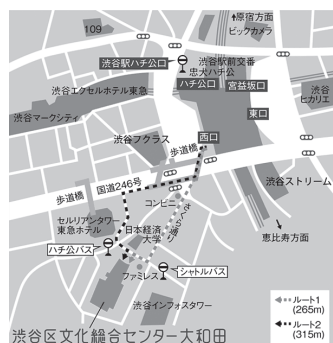 ↑原宿方面
ビックカメラ
109
渋谷駅ハチ公口
渋谷駅前交番
忠犬ハチ公
ハチ公口
宮益坂口
渋谷エクセルホテル東急
東口
渋谷
ヒカリエ
渋谷マークシティ
渋谷フクラス
西口
歩道橋
歩道橋
国道246号
渋谷ストリーム
コンビニ
さくら通り
セルリアンタワー
東急ホテル
日本経済
大学
恵比寿方面
ハチ公バス
シャトルバス
ファミレス
渋谷インフォスタワー
ルート1
(265m)
ルート2
(315m)
渋谷区文化総合センター大和田